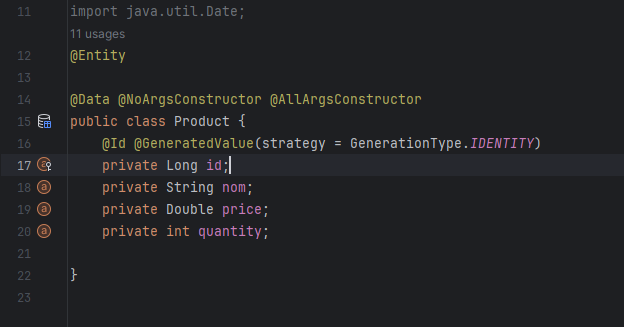 11 import java.util.Date;
11 usages
12 @Entity
13
14 @Data @NoArgsConstructor @AllArgsConstructor
15 public class Product {
16 @Id @GeneratedValue(strategy = GenerationType.IDENTITY)
17 private Long id;
18 private String nom;
19 private Double price;
20 private int quantity;
21
22 }
23